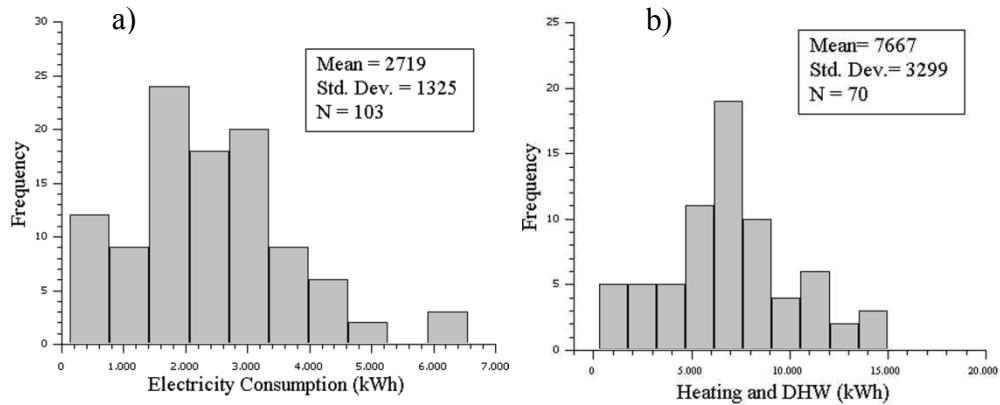 a)
Mean = 2719
Std. Dev. = 1325
N = 103
Frequency
30
25
20
15
10
5
0
0 1.000 2.000 3.000 4.000 5.000 6.000 7.000
Electricity Consumption (kWh)
b)
Mean= 7667
Std. Dev.= 3299
N = 70
Frequency
25
20
15
10
5
0
0 5.000 10.000 15.000 20.000
Heating and DHW (kWh)